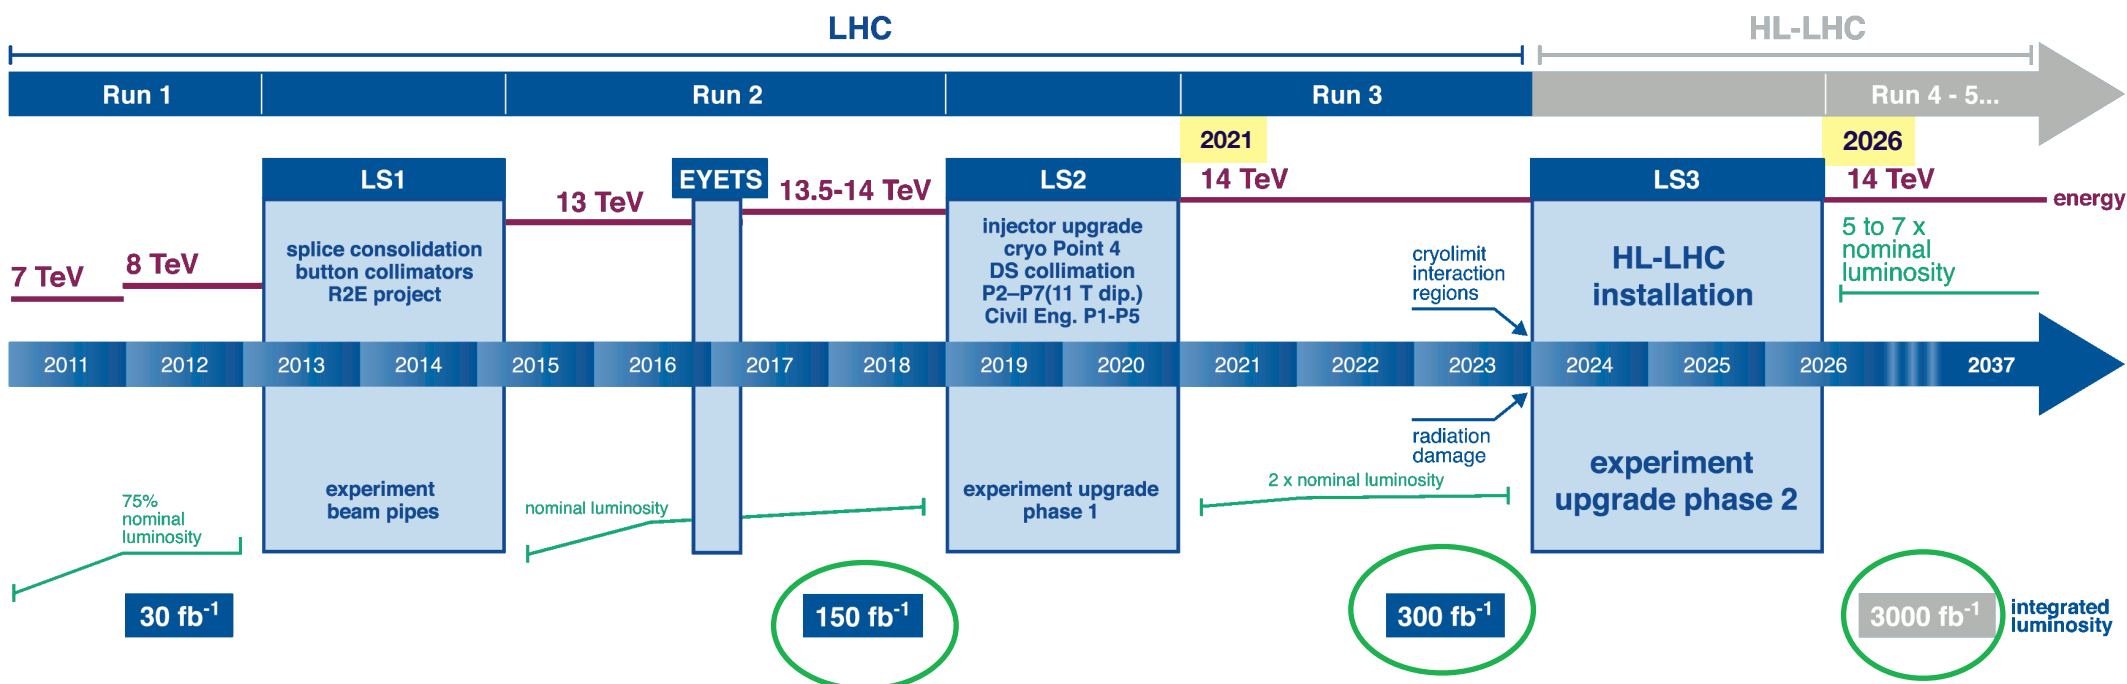 LHC
HL-LHC
Run 1
Run 2
Run 3
Run 4 - 5...
2021
2026
LS1
EYETS
LS2
LS3
7 TeV
8 TeV
13 TeV
13.5-14 TeV
14 TeV
14 TeV
energy
splice consolidation
button collimators
R2E project
injector upgrade
cryo Point 4
DS collimation
P2–P7(11 T dip.)
Civil Eng. P1-P5
cryolimit
interaction
regions
HL-LHC
installation
5 to 7 x
nominal
luminosity
2011
2012
2013
2014
2015
2016
2017
2018
2019
2020
2021
2022
2023
2024
2025
2026
2037
radiation
damage
75%
nominal
luminosity
experiment
beam pipes
nominal luminosity
experiment upgrade
phase 1
2 x nominal luminosity
experiment
upgrade phase 2
30 fb-1
150 fb-1
300 fb-1
3000 fb-1
integrated
luminosity